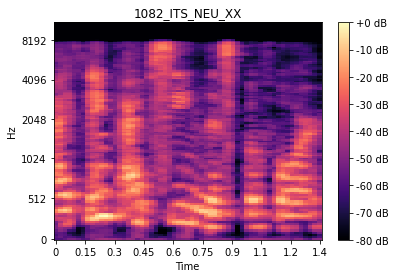 1082_ITS_NEU_XX
+0 dB
8192
-10 dB
4096
-20 dB
-30 dB
2048
Hz
-40 dB
1024
-50 dB
512
-60 dB
-70 dB
0
-80 dB
0 0.15 0.3 0.45 0.6 0.75 0.9 1.1 1.2 1.4
Time